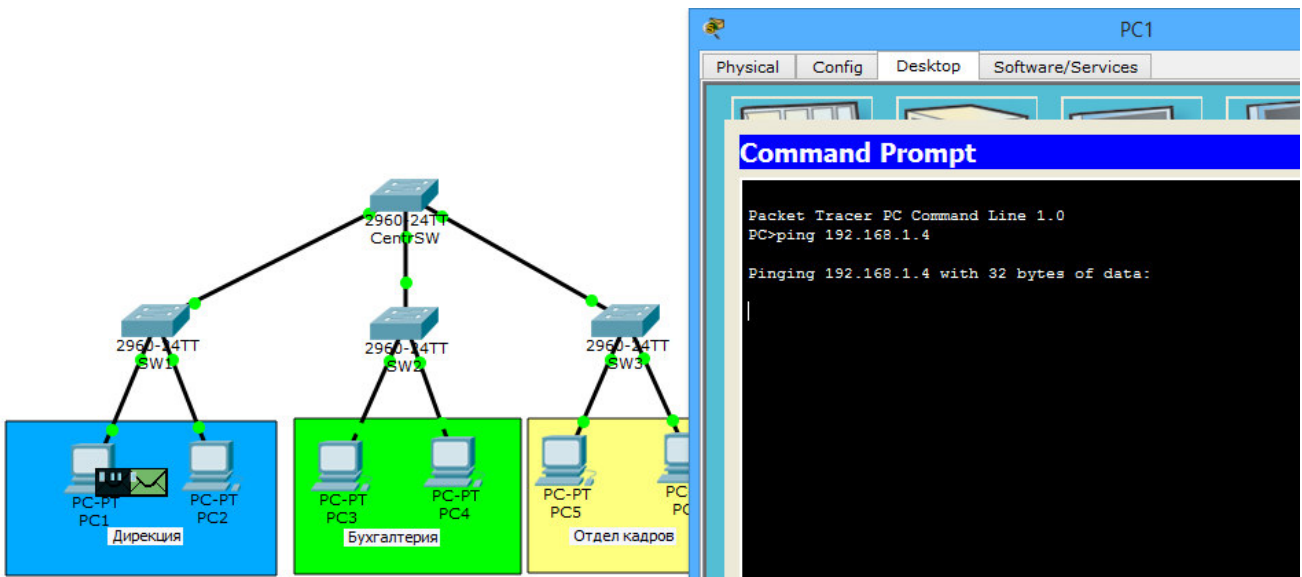 PC1
Physical
Config
Desktop
Software/Services
Command Prompt
Packet Tracer PC Command Line 1.0
PC>ping 192.168.1.4
Pinging 192.168.1.4 with 32 bytes of data:
2960-24TT
CentrSW
2960-24TT
SW1
2960-24TT
SW2
2960-24TT
SW3
PC-PT
PC1
PC-PT
PC2
Дирекция
PC-PT
PC3
PC-PT
PC4
Бухгалтерия
PC-PT
PC5
Отдел кадров